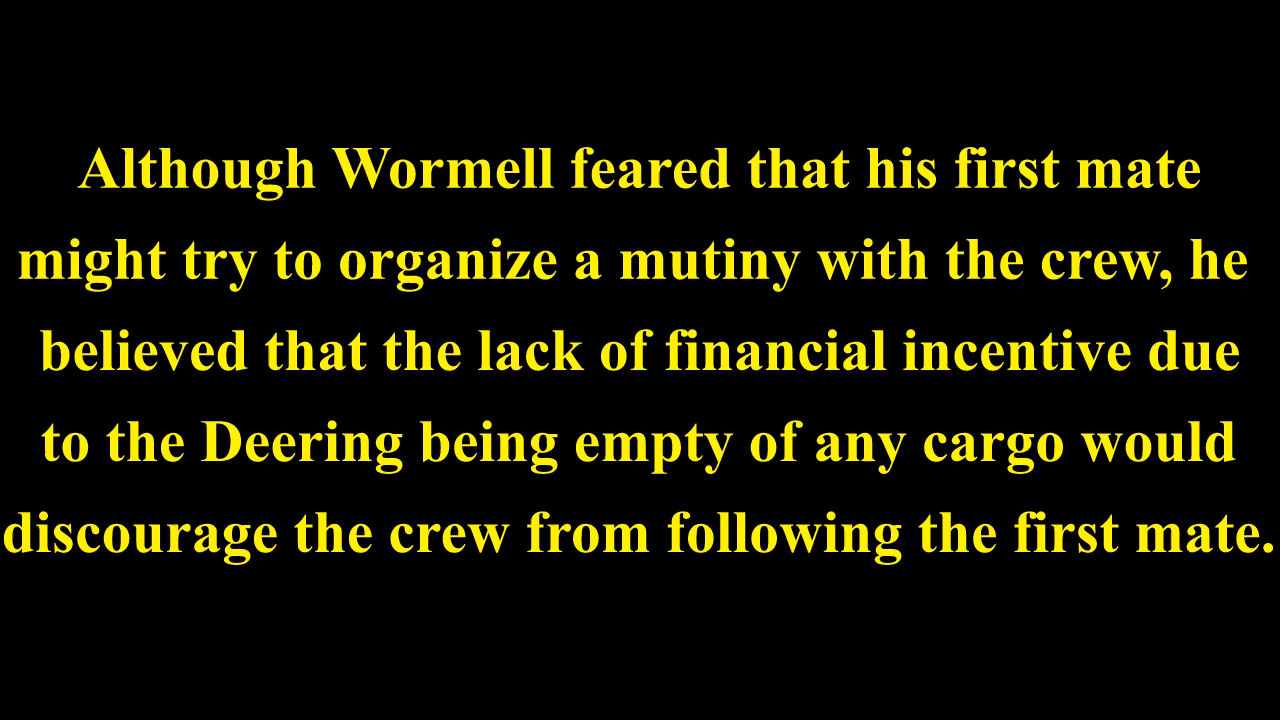 Although Wormell feared that his first mate
might try to organize a mutiny with the crew, he
believed that the lack of financial incentive due
to the Deering being empty of any cargo would
discourage the crew from following the first mate.